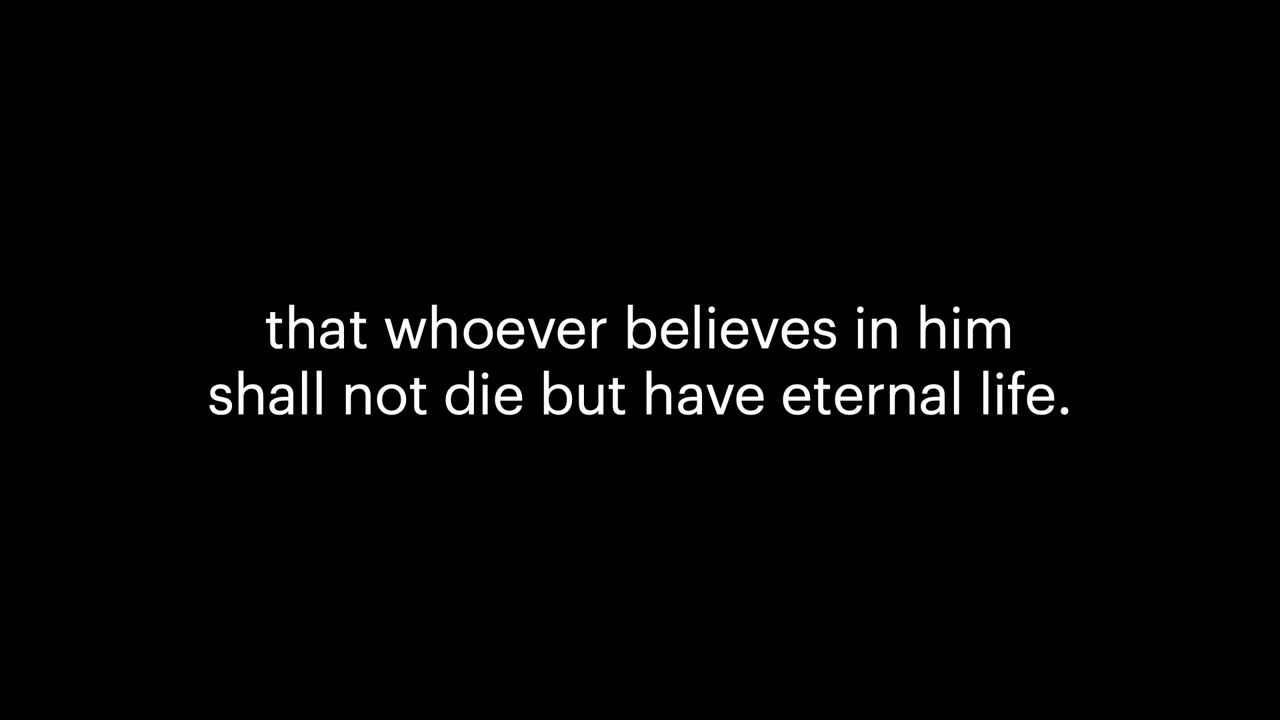 that whoever believes in him
shall not die but have eternal life.